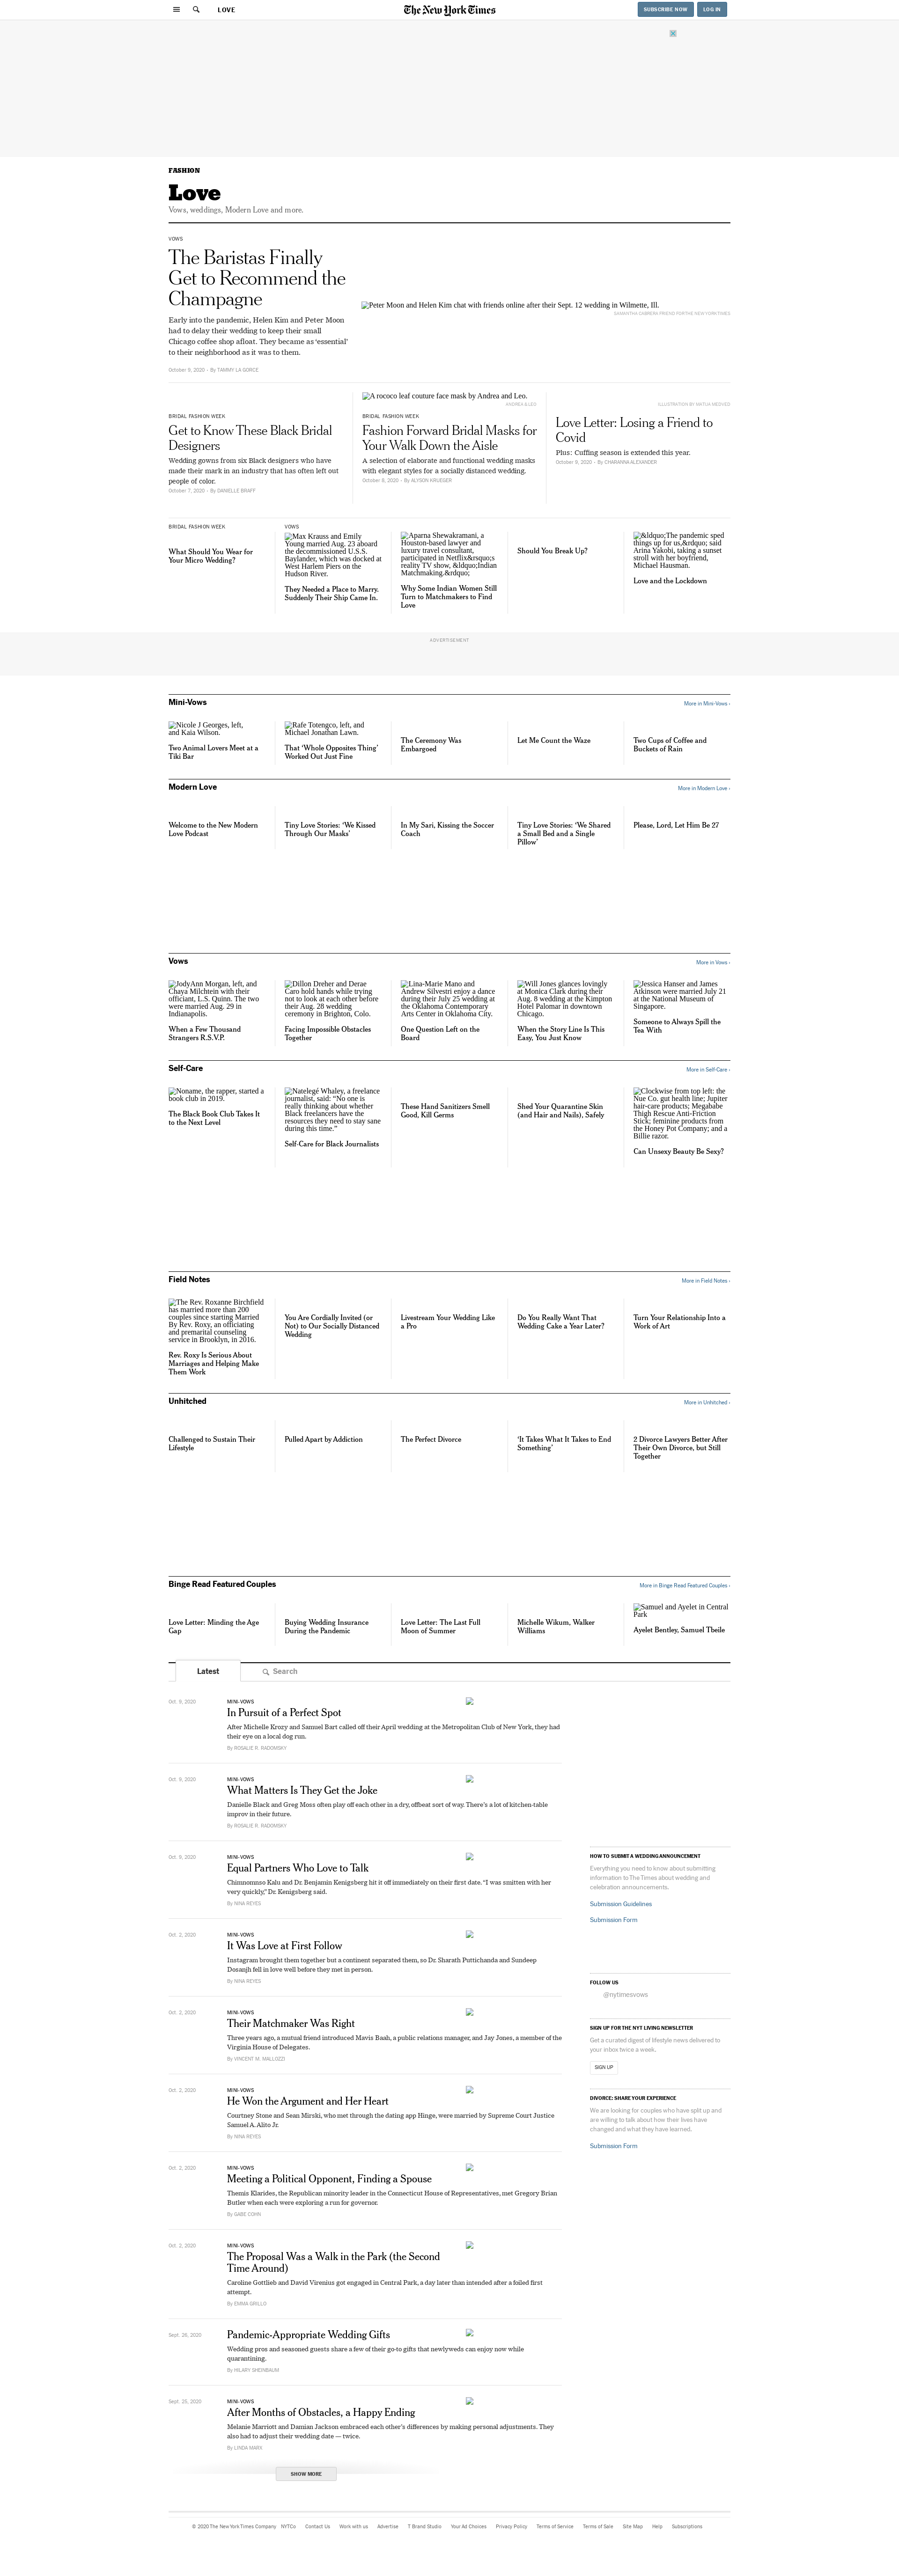 LOVE
The New York Times
SUBSCRIBE NOW
LOG IN
FASHION
Love
Vows, weddings, Modern Love and more.
VOWS
The Baristas Finally
Get to Recommend the
Champagne
Early into the pandemic, Helen Kim and Peter Moon
had to delay their wedding to keep their small
Chicago coffee shop afloat. They became as ‘essential’
to their neighborhood as it was to them.
October 9, 2020 - By TAMMY LA GORCE
Peter Moon and Helen Kim chat with friends online after their Sept. 12 wedding in Wilmette, Ill.
SAMANTHA CABRERA FRIEND FOR THE NEW YORK TIMES
BRIDAL FASHION WEEK
Get to Know These Black Bridal
Designers
Wedding gowns from six Black designers who have
made their mark in an industry that has often left out
people of color.
October 7, 2020 - By DANIELLE BRAFF
A rococo leaf couture face mask by Andrea and Leo.
ANDREA & LEO
BRIDAL FASHION WEEK
Fashion Forward Bridal Masks for
Your Walk Down the Aisle
A selection of elaborate and functional wedding masks
with elegant styles for a socially distanced wedding.
October 8, 2020 - By ALYSON KRUEGER
ILLUSTRATION BY MATIJA MEDVED
Love Letter: Losing a Friend to
Covid
Plus: Cuffing season is extended this year.
October 9, 2020 - By CHARANNA ALEXANDER
BRIDAL FASHION WEEK
What Should You Wear for
Your Micro Wedding?
VOWS
Max Krauss and Emily
Young married Aug. 23 aboard
the decommissioned U.S.S.
Baylander, which was docked at
West Harlem Piers on the
Hudson River.
They Needed a Place to Marry.
Suddenly Their Ship Came In.
Aparna Shewakramani, a
Houston-based lawyer and
luxury travel consultant,
participated in Netflix&rsquo;s
reality TV show, &ldquo;Indian
Matchmaking.&rdquo;
Why Some Indian Women Still
Turn to Matchmakers to Find
Love
Should You Break Up?
&ldquo;The pandemic sped
things up for us,&rdquo; said
Arina Yakobi, taking a sunset
stroll with her boyfriend,
Michael Hausman.
Love and the Lockdown
ADVERTISEMENT
Mini-Vows
More in Mini-Vows ›
Nicole J Georges, left,
and Kaia Wilson.
Two Animal Lovers Meet at a
Tiki Bar
Rafe Totengco, left, and
Michael Jonathan Lawn.
That ‘Whole Opposites Thing’
Worked Out Just Fine
The Ceremony Was
Embargoed
Let Me Count the Waze
Two Cups of Coffee and
Buckets of Rain
Modern Love
More in Modern Love ›
Welcome to the New Modern
Love Podcast
Tiny Love Stories: ‘We Kissed
Through Our Masks’
In My Sari, Kissing the Soccer
Coach
Tiny Love Stories: ‘We Shared
a Small Bed and a Single
Pillow’
Please, Lord, Let Him Be 27
Vows
More in Vows ›
JodyAnn Morgan, left, and
Chaya Milchtein with their
officiant, L.S. Quinn. The two
were married Aug. 29 in
Indianapolis.
When a Few Thousand
Strangers R.S.V.P.
Dillon Dreher and Derae
Caro hold hands while trying
not to look at each other before
their Aug. 28 wedding
ceremony in Brighton, Colo.
Facing Impossible Obstacles
Together
Lina-Marie Mano and
Andrew Silvestri enjoy a dance
during their July 25 wedding at
the Oklahoma Contemporary
Arts Center in Oklahoma City.
One Question Left on the
Board
Will Jones glances lovingly
at Monica Clark during their
Aug. 8 wedding at the Kimpton
Hotel Palomar in downtown
Chicago.
When the Story Line Is This
Easy, You Just Know
Jessica Hanser and James
Atkinson were married July 21
at the National Museum of
Singapore.
Someone to Always Spill the
Tea With
Self-Care
More in Self-Care ›
Noname, the rapper, started a
book club in 2019.
The Black Book Club Takes It
to the Next Level
Natelegé Whaley, a freelance
journalist, said: “No one is
really thinking about whether
Black freelancers have the
resources they need to stay sane
during this time.”
Self-Care for Black Journalists
These Hand Sanitizers Smell
Good, Kill Germs
Shed Your Quarantine Skin
(and Hair and Nails), Safely
Clockwise from top left: the
Nue Co. gut health line; Jupiter
hair-care products; Megababe
Thigh Rescue Anti-Friction
Stick; feminine products from
the Honey Pot Company; and a
Billie razor.
Can Unsexy Beauty Be Sexy?
Field Notes
More in Field Notes ›
The Rev. Roxanne Birchfield
has married more than 200
couples since starting Married
By Rev. Roxy, an officiating
and premarital counseling
service in Brooklyn, in 2016.
Rev. Roxy Is Serious About
Marriages and Helping Make
Them Work
You Are Cordially Invited (or
Not) to Our Socially Distanced
Wedding
Livestream Your Wedding Like
a Pro
Do You Really Want That
Wedding Cake a Year Later?
Turn Your Relationship Into a
Work of Art
Unhitched
More in Unhitched ›
Challenged to Sustain Their
Lifestyle
Pulled Apart by Addiction
The Perfect Divorce
‘It Takes What It Takes to End
Something’
2 Divorce Lawyers Better After
Their Own Divorce, but Still
Together
Binge Read Featured Couples
More in Binge Read Featured Couples ›
Love Letter: Minding the Age
Gap
Buying Wedding Insurance
During the Pandemic
Love Letter: The Last Full
Moon of Summer
Michelle Wikum, Walker
Williams
Samuel and Ayelet in Central
Park
Ayelet Bentley, Samuel Tbeile
Latest
Search
Oct. 9, 2020
MINI-VOWS
In Pursuit of a Perfect Spot
After Michelle Krozy and Samuel Bart called off their April wedding at the Metropolitan Club of New York, they had
their eye on a local dog run.
By ROSALIE R. RADOMSKY
Oct. 9, 2020
MINI-VOWS
What Matters Is They Get the Joke
Danielle Black and Greg Moss often play off each other in a dry, offbeat sort of way. There’s a lot of kitchen-table
improv in their future.
By ROSALIE R. RADOMSKY
Oct. 9, 2020
MINI-VOWS
Equal Partners Who Love to Talk
Chimnomnso Kalu and Dr. Benjamin Kenigsberg hit it off immediately on their first date. “I was smitten with her
very quickly,” Dr. Kenigsberg said.
By NINA REYES
Oct. 2, 2020
MINI-VOWS
It Was Love at First Follow
Instagram brought them together but a continent separated them, so Dr. Sharath Puttichanda and Sundeep
Dosanjh fell in love well before they met in person.
By NINA REYES
Oct. 2, 2020
MINI-VOWS
Their Matchmaker Was Right
Three years ago, a mutual friend introduced Mavis Baah, a public relations manager, and Jay Jones, a member of the
Virginia House of Delegates.
By VINCENT M. MALLOZZI
Oct. 2, 2020
MINI-VOWS
He Won the Argument and Her Heart
Courtney Stone and Sean Mirski, who met through the dating app Hinge, were married by Supreme Court Justice
Samuel A. Alito Jr.
By NINA REYES
Oct. 2, 2020
MINI-VOWS
Meeting a Political Opponent, Finding a Spouse
Themis Klarides, the Republican minority leader in the Connecticut House of Representatives, met Gregory Brian
Butler when each were exploring a run for governor.
By GABE COHN
Oct. 2, 2020
MINI-VOWS
The Proposal Was a Walk in the Park (the Second
Time Around)
Caroline Gottlieb and David Virenius got engaged in Central Park, a day later than intended after a foiled first
attempt.
By EMMA GRILLO
Sept. 26, 2020
Pandemic-Appropriate Wedding Gifts
Wedding pros and seasoned guests share a few of their go-to gifts that newlyweds can enjoy now while
quarantining.
By HILARY SHEINBAUM
Sept. 25, 2020
MINI-VOWS
After Months of Obstacles, a Happy Ending
Melanie Marriott and Damian Jackson embraced each other’s differences by making personal adjustments. They
also had to adjust their wedding date — twice.
By LINDA MARX
SHOW MORE
HOW TO SUBMIT A WEDDING ANNOUNCEMENT
Everything you need to know about submitting
information to The Times about wedding and
celebration announcements.
Submission Guidelines
Submission Form
FOLLOW US
@nytimesvows
SIGN UP FOR THE NYT LIVING NEWSLETTER
Get a curated digest of lifestyle news delivered to
your inbox twice a week.
SIGN UP
DIVORCE: SHARE YOUR EXPERIENCE
We are looking for couples who have split up and
are willing to talk about how their lives have
changed and what they have learned.
Submission Form
© 2020 The New York Times Company NYTCo Contact Us Work with us Advertise T Brand Studio Your Ad Choices Privacy Policy Terms of Service Terms of Sale Site Map Help Subscriptions